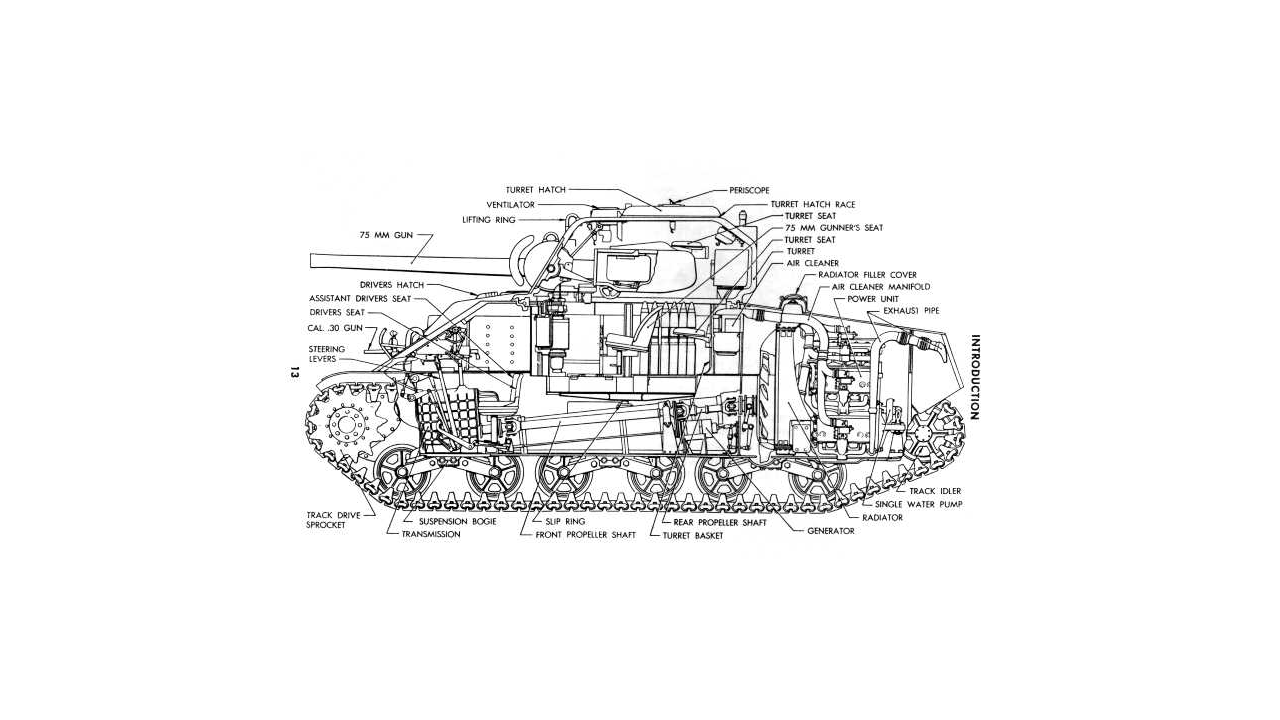 TURRET HATCH
VENTILATOR
LIFTING RING
75 MM GUN
DRIVERS HATCH
ASSISTANT DRIVERS SEAT
DRIVERS SEAT
CAL. .30 GUN
STEERING
LEVERS
13
PERISCOPE
TURRET HATCH RACE
TURRET SEAT
75 MM GUNNER'S SEAT
TURRET SEAT
TURRET
AIR CLEANER
RADIATOR FILLER COVER
AIR CLEANER MANIFOLD
POWER UNIT
EXHAUST PIPE
INTRODUCTION
TRACK DRIVE
SPROCKET
SUSPENSION BOGIE
TRANSMISSION
SLIP RING
FRONT PROPELLER SHAFT
REAR PROPELLER SHAFT
TURRET BASKET
GENERATOR
RADIATOR
SINGLE WATER PUMP
TRACK IDLER